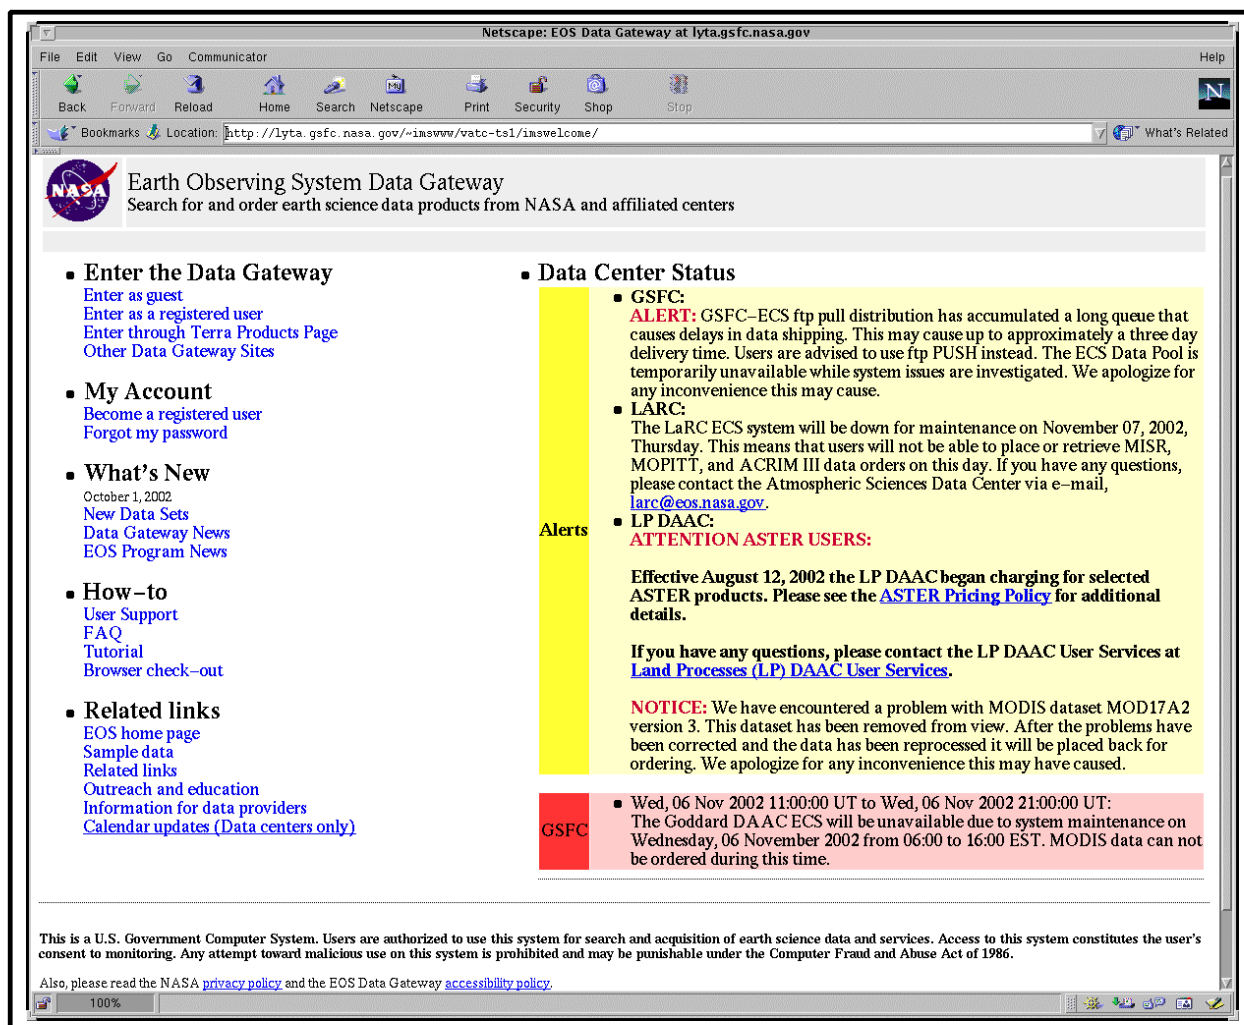 Netscape: EOS Data Gateway at lyta.gsfc.nasa.gov
File Edit View Go Communicator Help
Back Forward Reload Home Search Netscape Print Security Shop Stop
My
N
Bookmarks Location: http://lyta.gsfc.nasa.gov/~imswww/vatc-ts1/imswelcome/ What's Related
NASA
Earth Observing System Data Gateway
Search for and order earth science data products from NASA and affiliated centers
Enter the Data Gateway
Enter as guest
Enter as a registered user
Enter through Terra Products Page
Other Data Gateway Sites
My Account
Become a registered user
Forgot my password
What's New
October 1, 2002
New Data Sets
Data Gateway News
EOS Program News
How-to
User Support
FAQ
Tutorial
Browser check-out
Related links
EOS home page
Sample data
Related links
Outreach and education
Information for data providers
Calendar updates (Data centers only)
Data Center Status
Alerts
GSFC:
ALERT: GSFC-ECS ftp pull distribution has accumulated a long queue that
causes delays in data shipping. This may cause up to approximately a three day
delivery time. Users are advised to use ftp PUSH instead. The ECS Data Pool is
temporarily unavailable while system issues are investigated. We apologize for
any inconvenience this may cause.
LARC:
The LaRC ECS system will be down for maintenance on November 07, 2002,
Thursday. This means that users will not be able to place or retrieve MISR,
MOPITT, and ACRIM III data orders on this day. If you have any questions,
please contact the Atmospheric Sciences Data Center via e-mail,
larc@eos.nasa.gov.
LP DAAC:
ATTENTION ASTER USERS:
Effective August 12, 2002 the LP DAAC began charging for selected
ASTER products. Please see the ASTER Pricing Policy for additional
details.
If you have any questions, please contact the LP DAAC User Services at
Land Processes (LP) DAAC User Services.
NOTICE: We have encountered a problem with MODIS dataset MOD17A2
version 3. This dataset has been removed from view. After the problems have
been corrected and the data has been reprocessed it will be placed back for
ordering. We apologize for any inconvenience this may have caused.
GSFC
Wed, 06 Nov 2002 11:00:00 UT to Wed, 06 Nov 2002 21:00:00 UT:
The Goddard DAAC ECS will be unavailable due to system maintenance on
Wednesday, 06 November 2002 from 06:00 to 16:00 EST. MODIS data can not
be ordered during this time.
This is a U.S. Government Computer System. Users are authorized to use this system for search and acquisition of earth science data and services. Access to this system constitutes the user's
consent to monitoring. Any attempt toward malicious use on this system is prohibited and may be punishable under the Computer Fraud and Abuse Act of 1986.
Also, please read the NASA privacy policy and the EOS Data Gateway accessibility policy.
100%